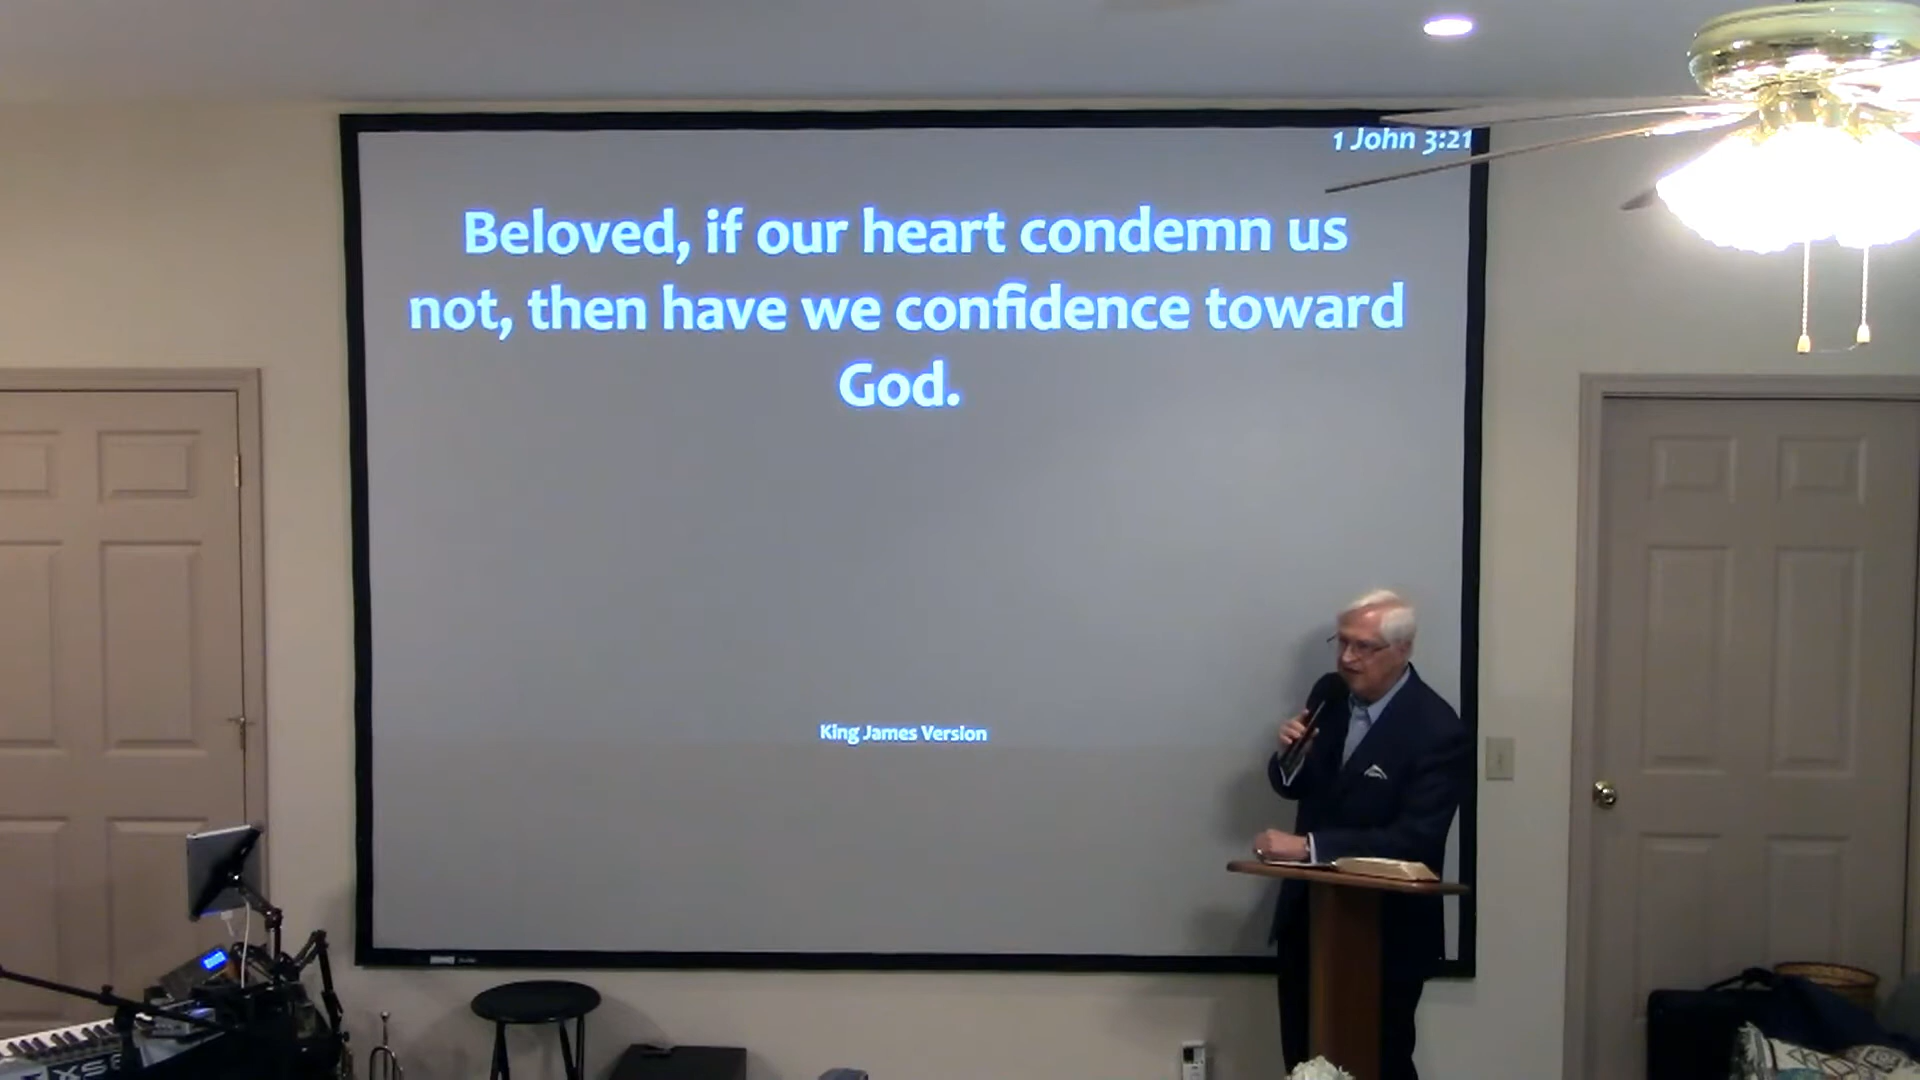 1 John 3:21
Beloved, if our heart condemn us
not, then have we confidence toward
God.
King James Version
XS